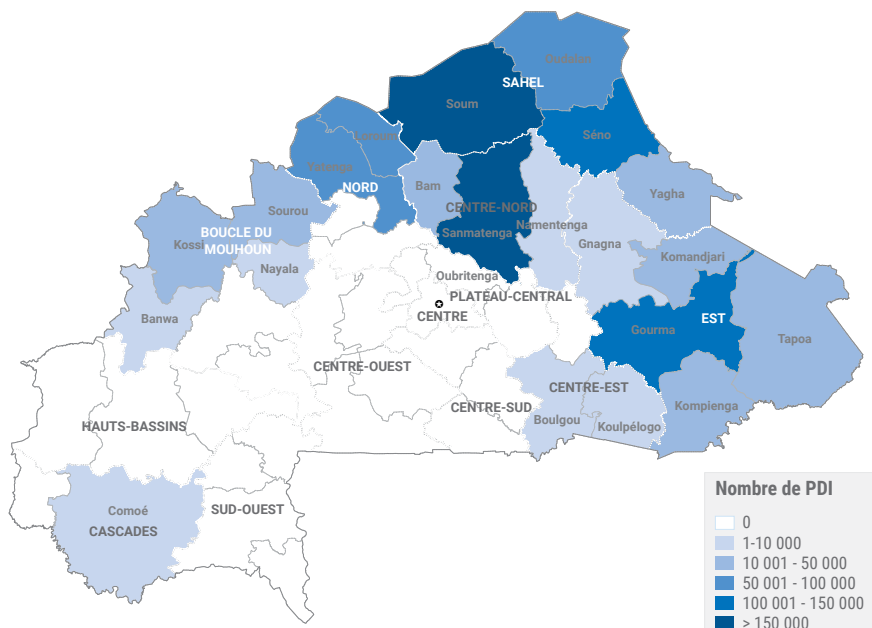 Oudalan
SAHEL
Soum
Séno
Loroum
Yatenga
NORD
Bam
Yagha
CENTRE-NORD
Sourou
Namentenga
BOUCLE DU
MOUHOUN
Sanmatenga
Kossi
Gnagna
Komandjari
Nayala
Oubritenga
PLATEAU-CENTRAL
Banwa
CENTRE
EST
Gourma
Tapoa
CENTRE-OUEST
CENTRE-EST
CENTRE-SUD
Kompienga
Boulgou
Koulpélogo
HAUTS-BASSINS
Comoé
SUD-OUEST
CASCADES
Nombre de PDI
0
1-10 000
10 001 - 50 000
50 001 - 100 000
100 001 - 150 000
> 150 000